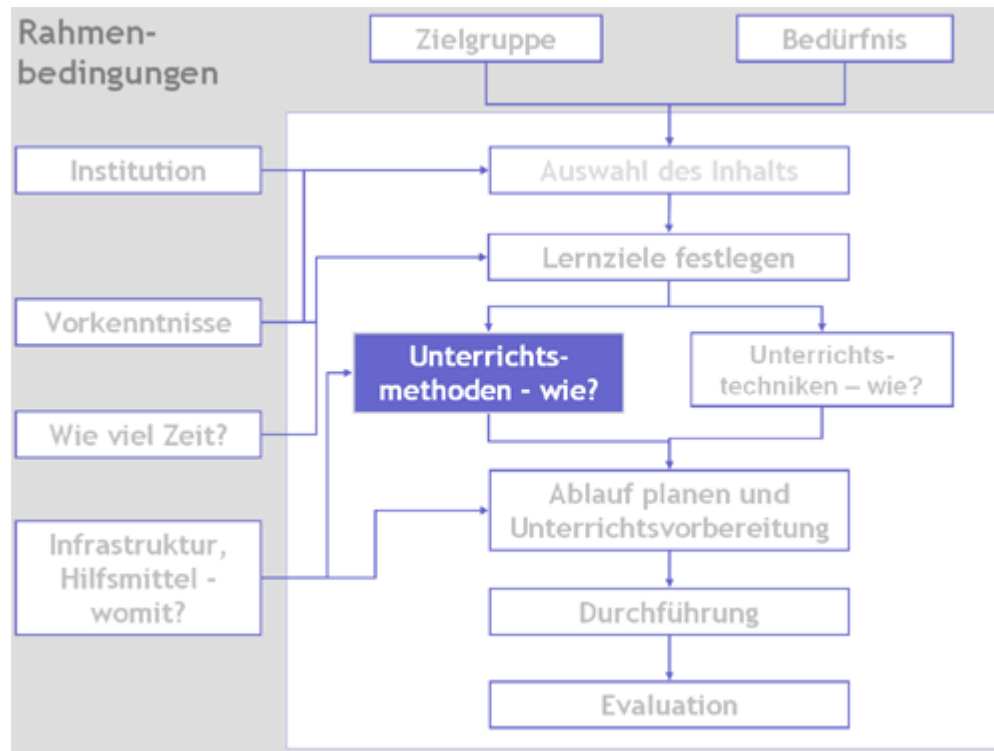 Rahmen-
bedingungen
Zielgruppe
Bedürfnis
Institution
Auswahl des Inhalts
Lernziele festlegen
Vorkenntnisse
Unterrichts-
methoden - wie?
Unterrichts-
techniken – wie?
Wie viel Zeit?
Ablauf planen und
Unterrichtsvorbereitung
Infrastruktur,
Hilfsmittel -
womit?
Durchführung
Evaluation